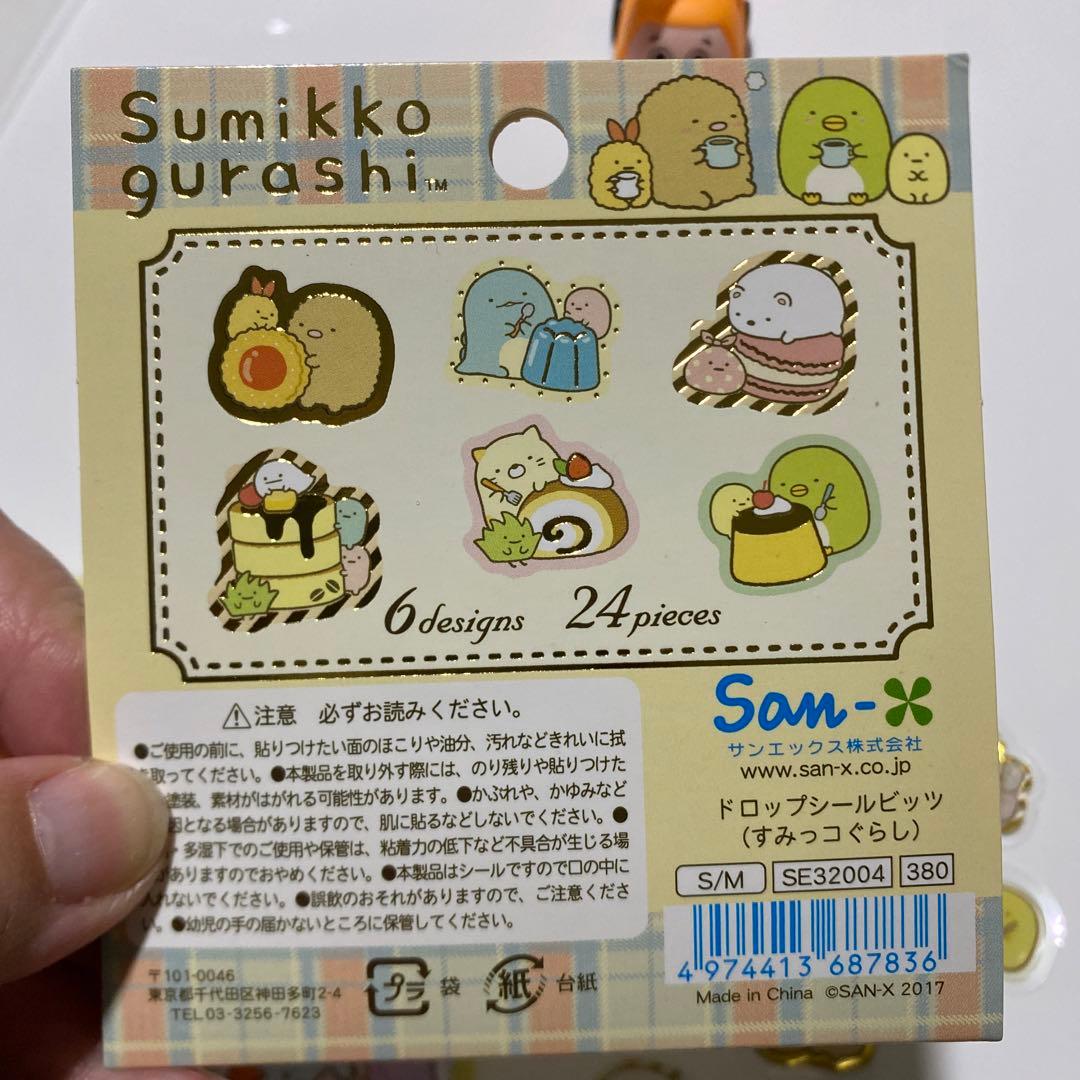 Sumikko
gurashi™
6 designs 24 pieces
⚠注意 必ずお読みください。
●ご使用の前に、貼りつけたい面のほこりや油分、汚れなどきれいに拭
取ってください。●本製品を取り外す際には、のり残りや貼りつけた
塗装、素材がはがれる可能性があります。●かぶれや、かゆみなど
因となる場合がありますので、肌に貼るなどしないでください。●
多湿下でのご使用や保管は、粘着力の低下など不具合が生じる場
がありますのでおやめください。●本製品はシールですので口の中に
入れないでください。●誤飲のおそれがありますので、ご注意くださ
い。●幼児の手の届かないところに保管してください。
〒101-0046
東京都千代田区神田多町2-4
TEL03-3256-7623
プラ 袋 紙 台紙
San-X
サンエックス株式会社
www.san-x.co.jp
ドロップシールビッツ
(すみっコぐらし)
S/M SE32004 380
4 974413 687836
Made in China ©SAN-X 2017